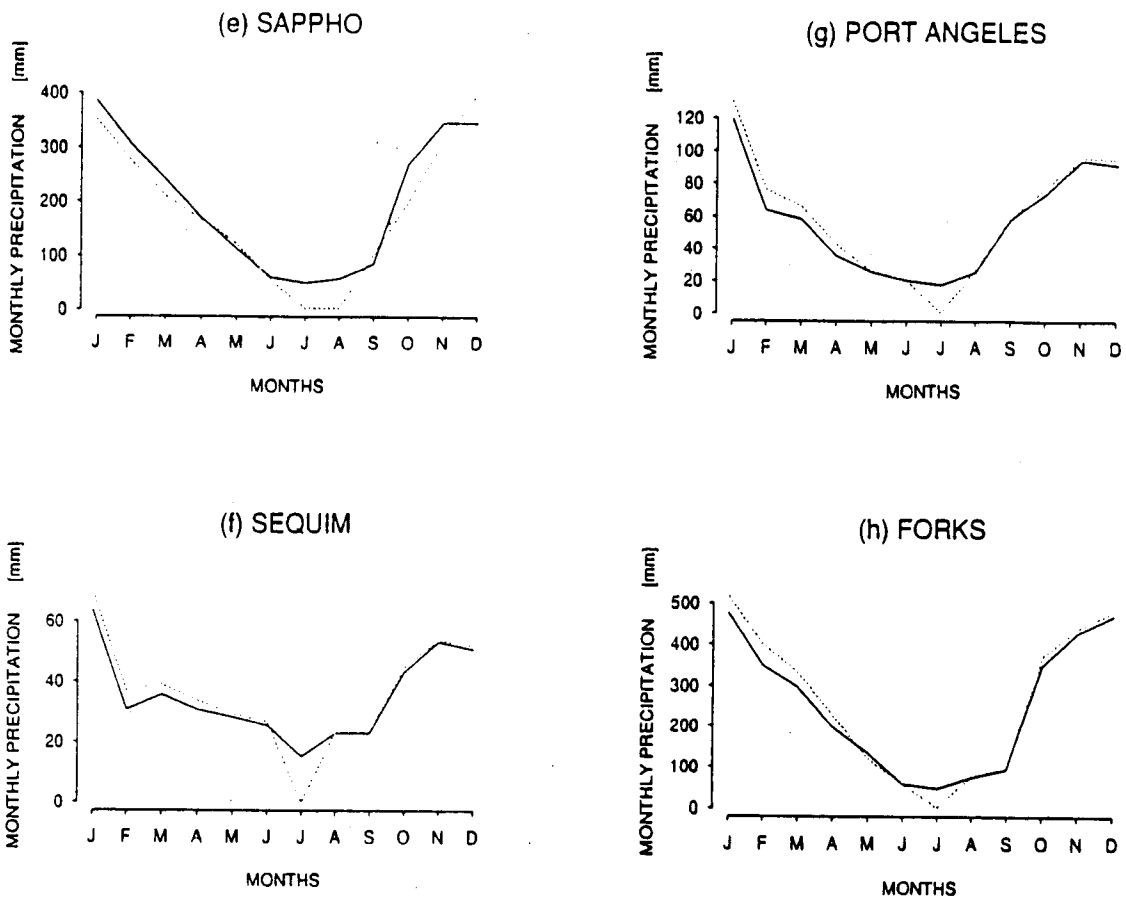 (e) SAPPHO
MONTHLY PRECIPITATION [mm]
400
300
200
100
0
J F M A M J J A S O N D
MONTHS
(g) PORT ANGELES
MONTHLY PRECIPITATION [mm]
120
100
80
60
40
20
0
J F M A M J J A S O N D
MONTHS
(f) SEQUIM
MONTHLY PRECIPITATION [mm]
60
40
20
0
J F M A M J J A S O N D
MONTHS
(h) FORKS
MONTHLY PRECIPITATION [mm]
500
400
300
200
100
0
J F M A M J J A S O N D
MONTHS